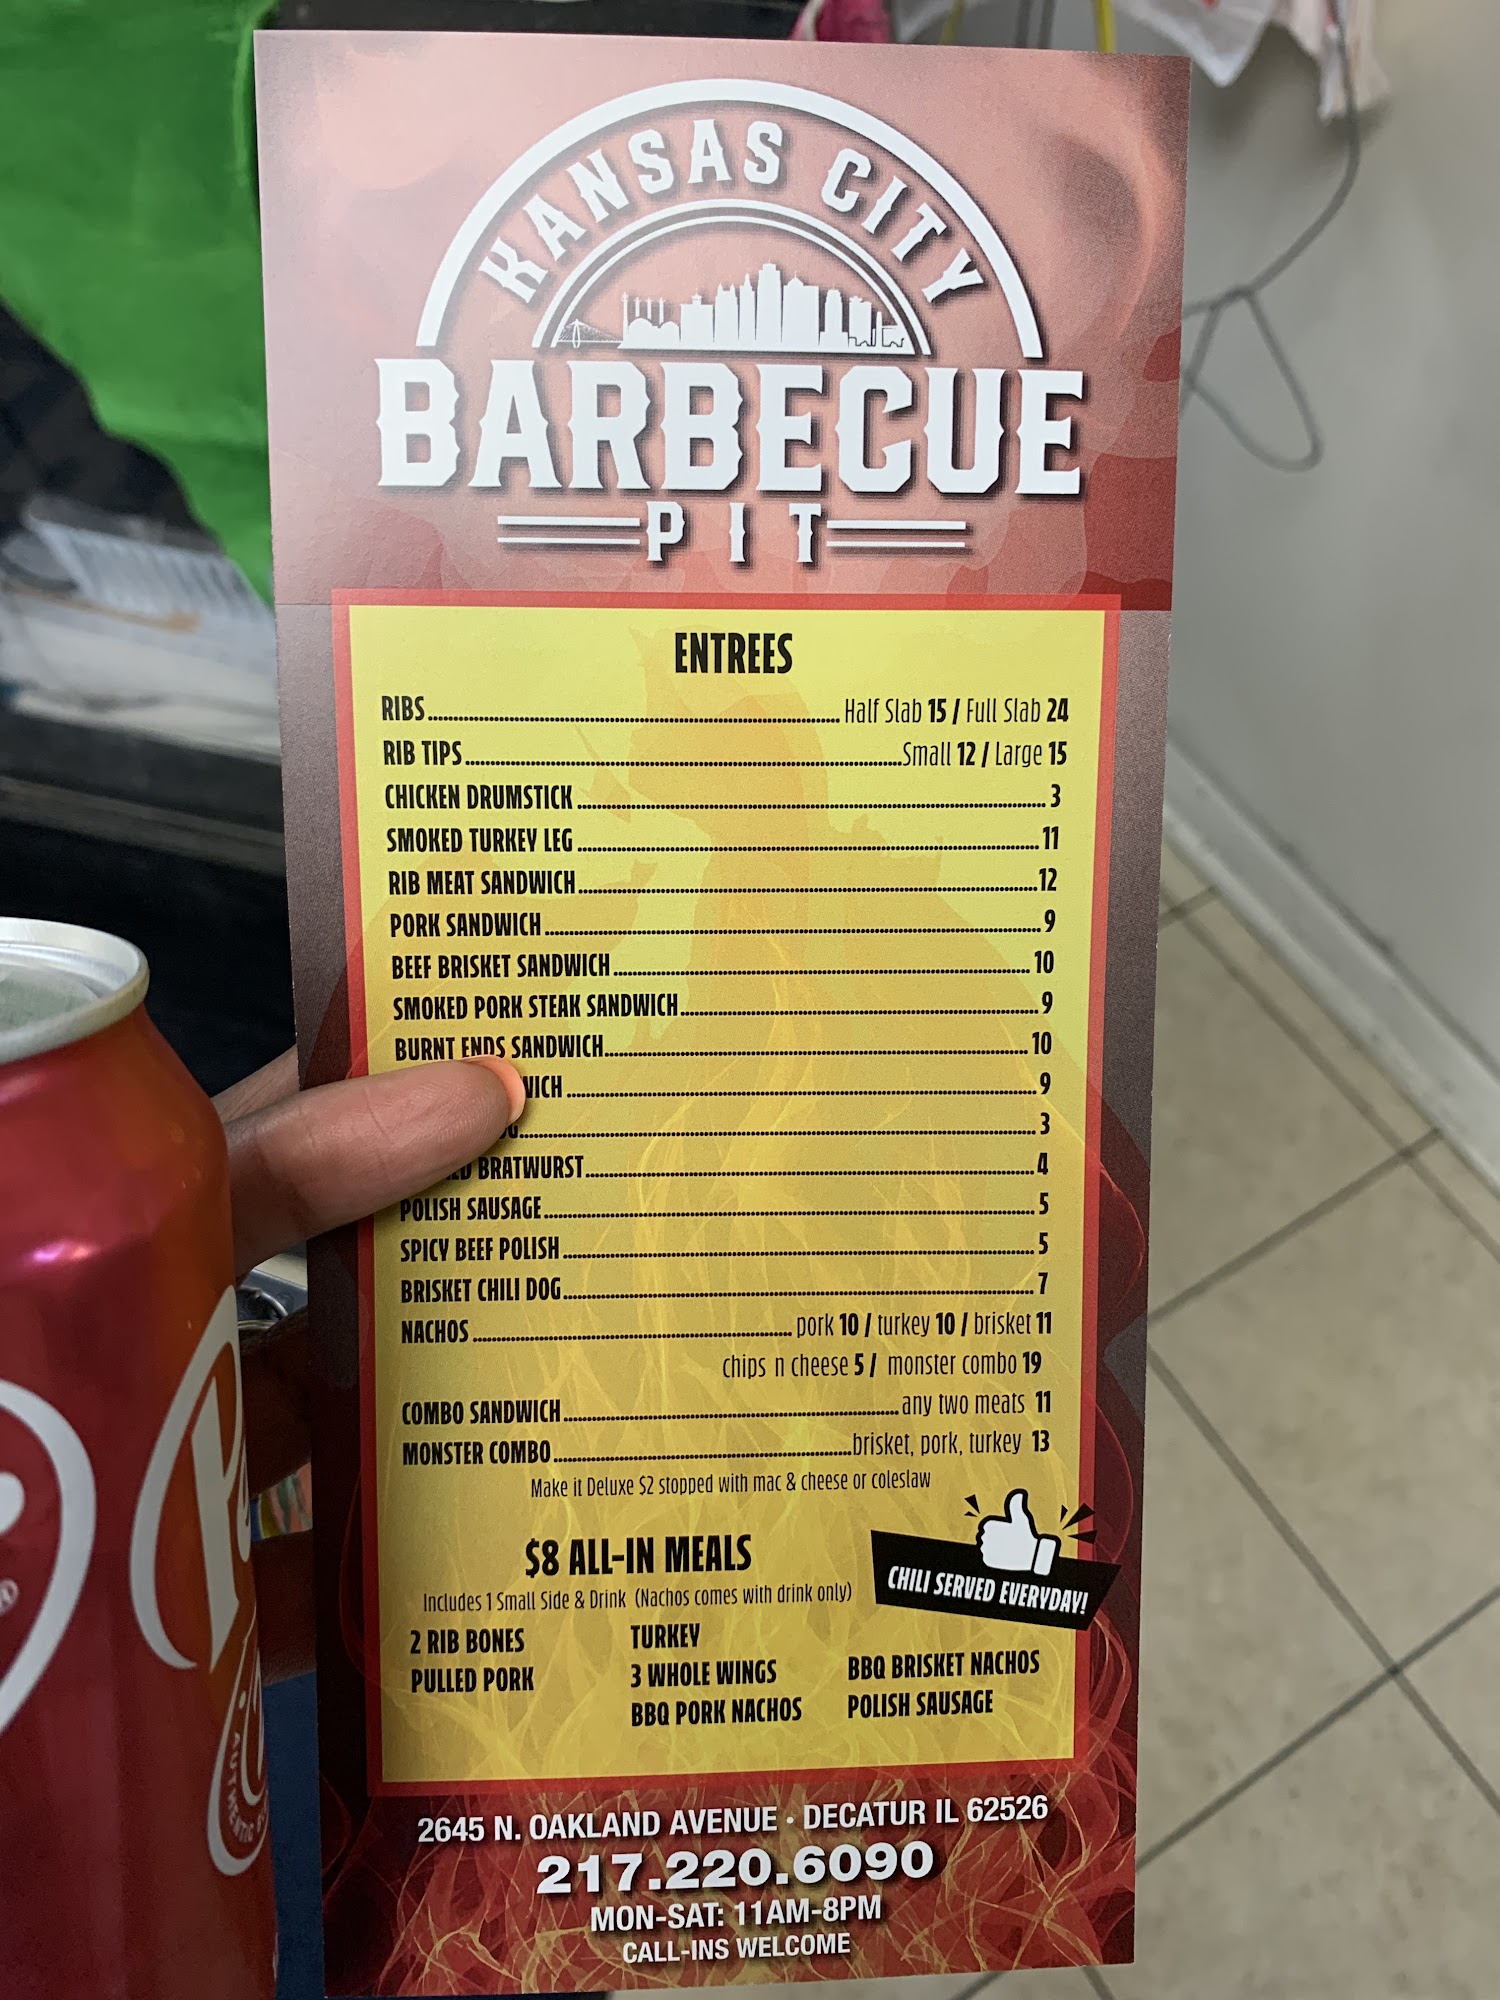 KANSAS CITY
BARBECUE
PIT
ENTREES
RIBS Half Slab 15 / Full Slab 24
RIB TIPS Small 12 / Large 15
CHICKEN DRUMSTICK 3
SMOKED TURKEY LEG 11
RIB MEAT SANDWICH 12
PORK SANDWICH 9
BEEF BRISKET SANDWICH 10
SMOKED PORK STEAK SANDWICH 9
BURNT ENDS SANDWICH 10
9
3
BRATWURST 4
POLISH SAUSAGE 5
SPICY BEEF POLISH 5
BRISKET CHILI DOG 7
NACHOS pork 10 / turkey 10 / brisket 11
chips n cheese 5 / monster combo 19
COMBO SANDWICH any two meats 11
MONSTER COMBO brisket, pork, turkey 13
Make it Deluxe $2 stopped with mac & cheese or coleslaw
$8 ALL-IN MEALS
Includes 1 Small Side & Drink (Nachos comes with drink only)
CHILI SERVED EVERYDAY!
2 RIB BONES
PULLED PORK
TURKEY
3 WHOLE WINGS
BBQ PORK NACHOS
BBQ BRISKET NACHOS
POLISH SAUSAGE
2645 N. OAKLAND AVENUE · DECATUR IL 62526
217.220.6090
MON-SAT: 11AM-8PM
CALL-INS WELCOME